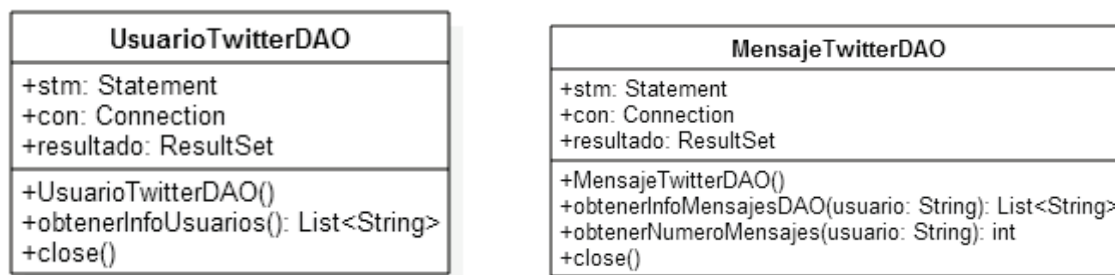 UsuarioTwitterDAO
+stm: Statement
+con: Connection
+resultado: ResultSet
+UsuarioTwitterDAO()
+obtenerInfoUsuarios(): List<String>
+close()
MensajeTwitterDAO
+stm: Statement
+con: Connection
+resultado: ResultSet
+MensajeTwitterDAO()
+obtenerInfoMensajesDAO(usuario: String): List<String>
+obtenerNumeroMensajes(usuario: String): int
+close()